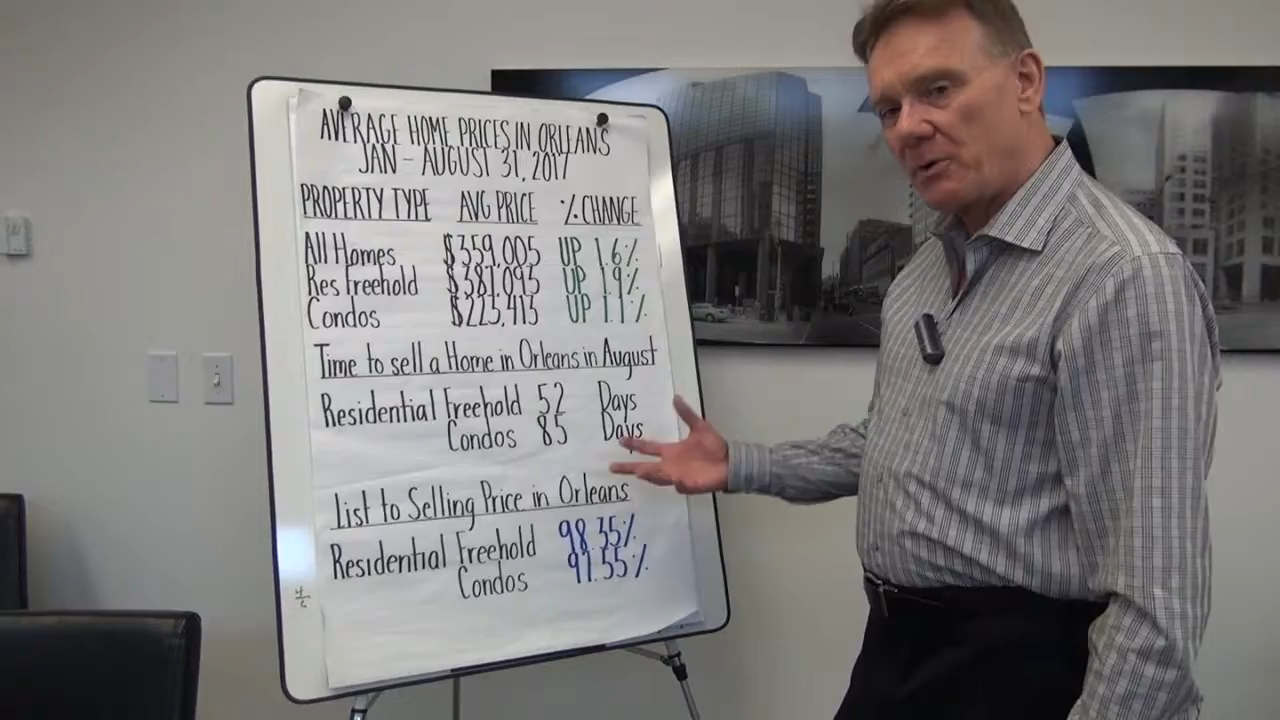 AVERAGE HOME PRICES IN ORLEANS
JAN - AUGUST 31, 2017
PROPERTY TYPE AVG PRICE % CHANGE
All Homes $359,005 UP 1.6%
Res Freehold $387,095 UP 1.9%
Condos $223,413 UP 1.1%
Time to sell a Home in Orleans in August
Residential Freehold 52 Days
Condos 85 Days
List to Selling Price in Orleans
Residential Freehold 98.35%
Condos 97.55%